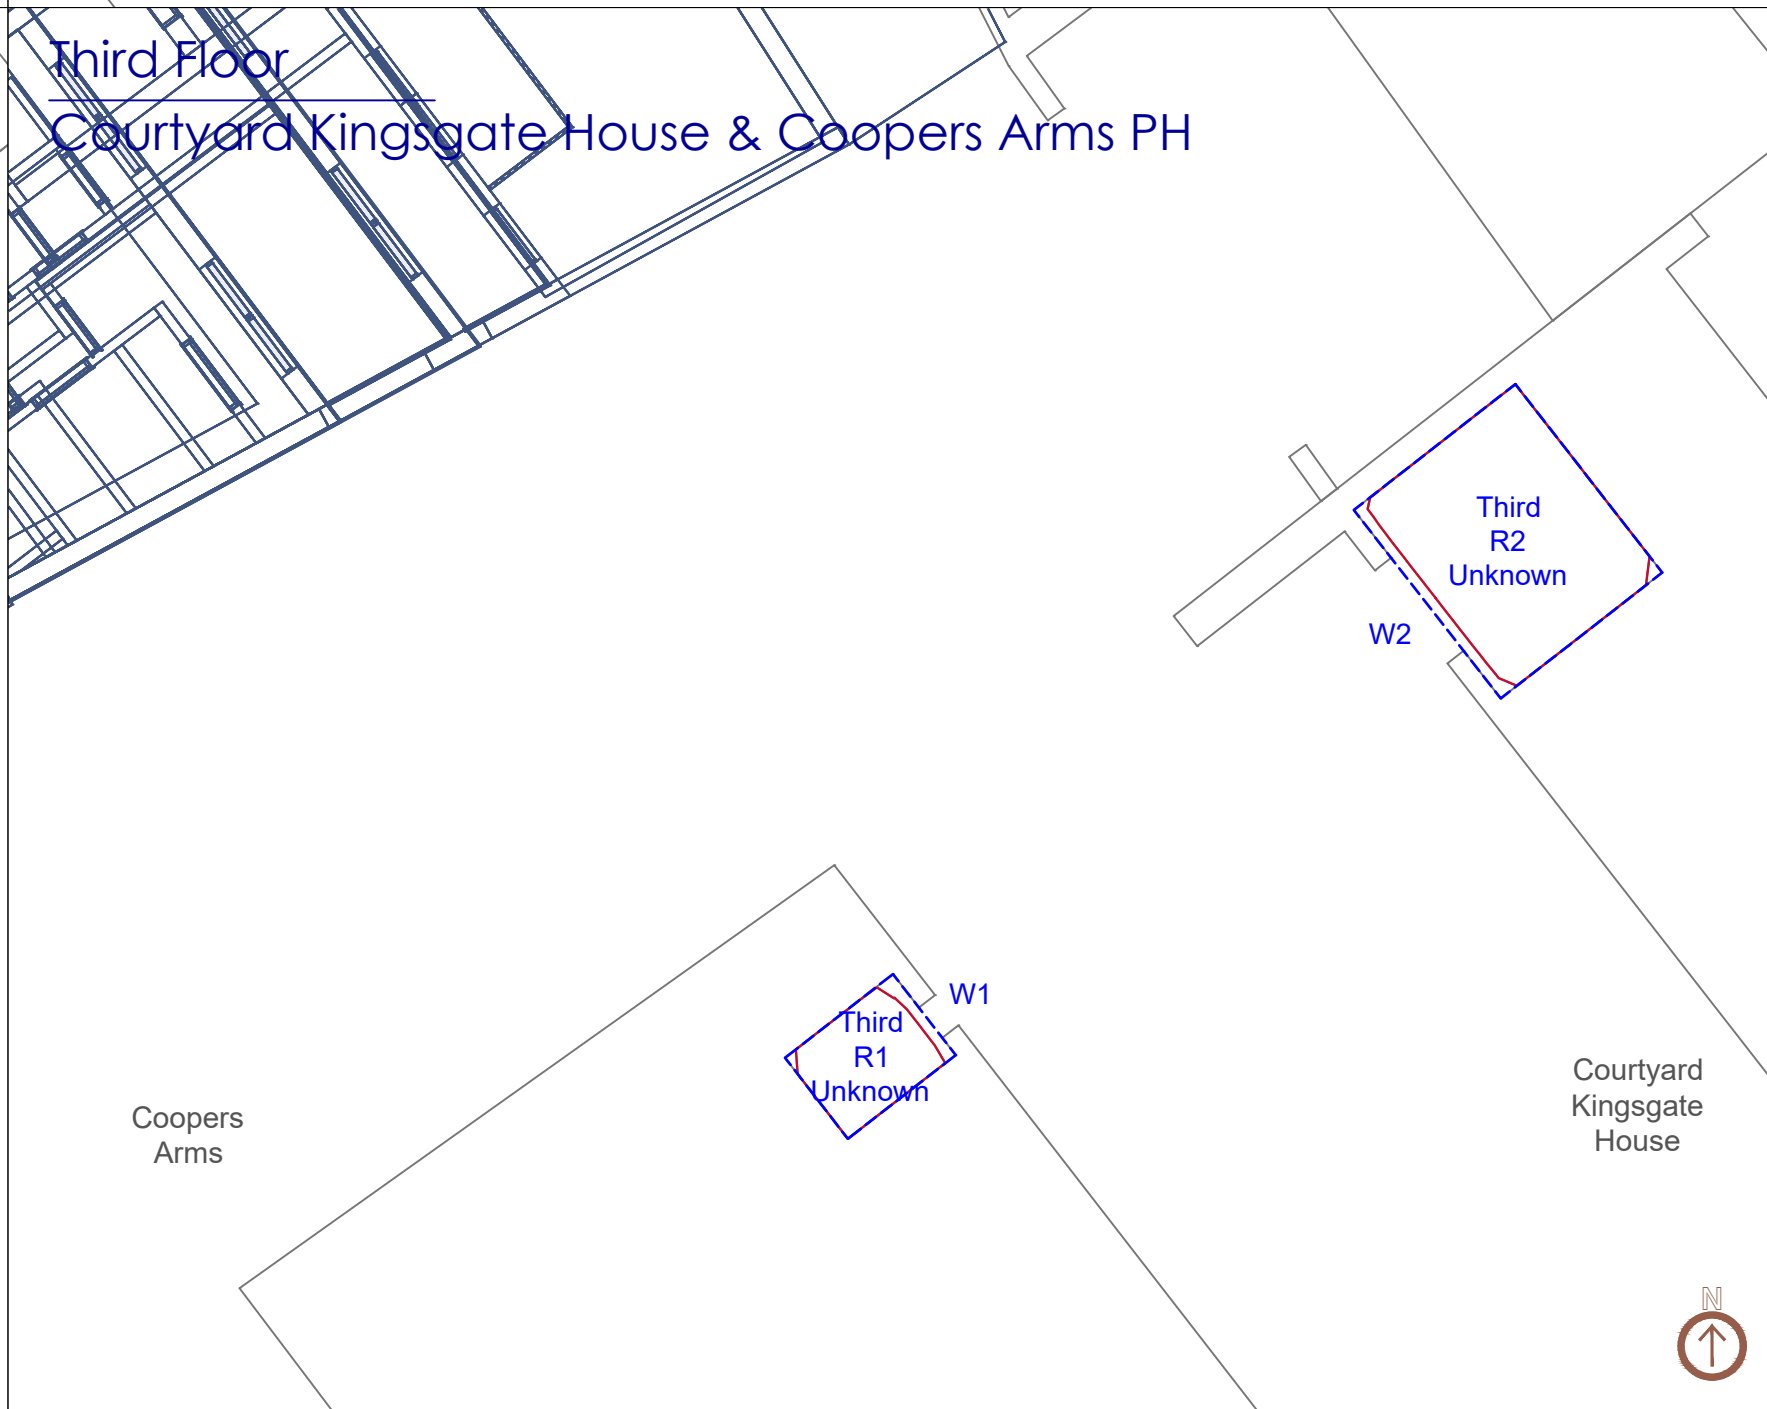 Third Floor
Courtyard Kingsgate House & Coopers Arms PH
Third
R2
Unknown
W2
W1
Third
R1
Unknown
Coopers
Arms
Courtyard
Kingsgate
House
N